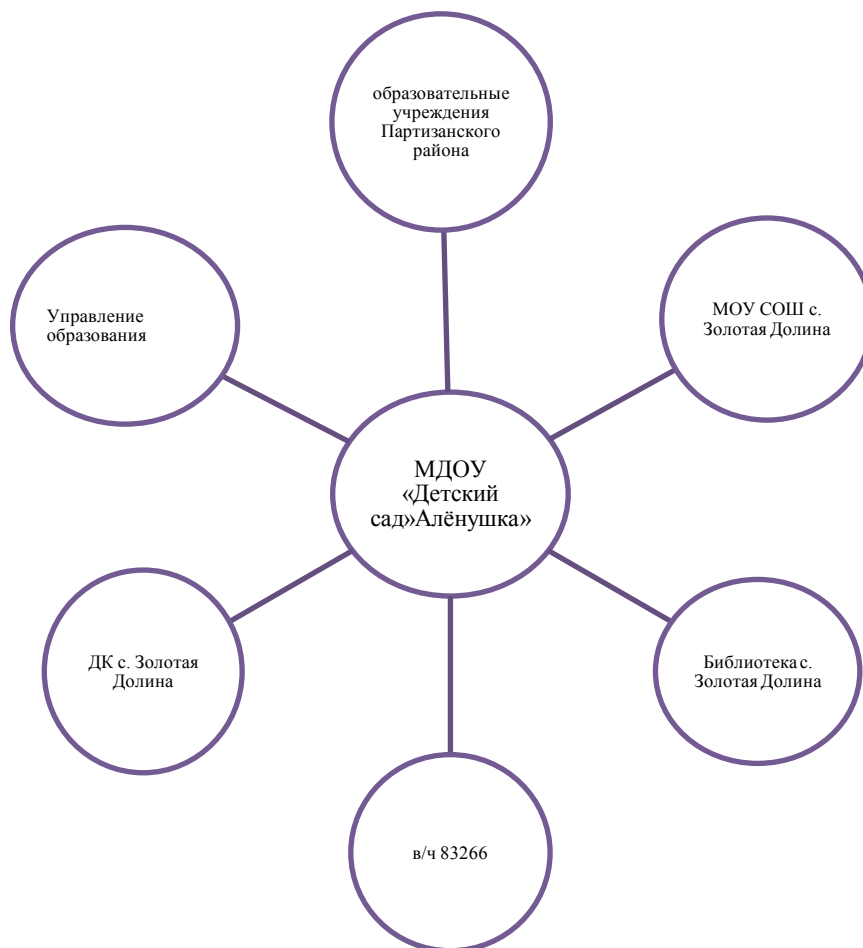 образовательные
учреждения
Партизанского
района
Управление
образования
МОУ СОШ с.
Золотая Долина
МДОУ
«Детский
сад»Алёнушка»
ДК с. Золотая
Долина
Библиотека с.
Золотая Долина
в/ч 83266